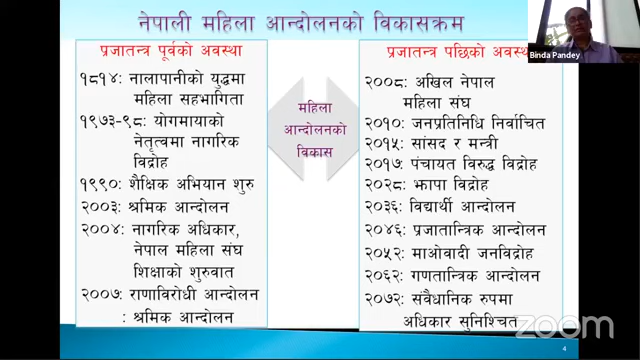 नेपाली महिला आन्दोलनको विकासक्रम
Binda Pandey
प्रजातन्त्र पूर्वको अवस्था
१८१४: नालापानीको युद्धमा
महिला सहभागिता
१९७३-९८: योगमायाको
नेतृत्वमा नागरिक
विद्रोह
१९९०: शैक्षिक अभियान शुरु
२००३: श्रमिक आन्दोलन
२००४: नागरिक अधिकार,
नेपाल महिला संघ
शिक्षाको शुरुवात
२००७: राणाविरोधी आन्दोलन
: श्रमिक आन्दोलन
महिला
आन्दोलनको
विकास
प्रजातन्त्र पछिको
२००८: अखिल नेपाल
महिला संघ
२०१०: जनप्रतिनिधि निर्वाचित
२०१५: सांसद र मन्त्री
२०१७: पंचायत विरुद्ध विद्रोह
२०२८: झापा विद्रोह
२०३६: विद्यार्थी आन्दोलन
२०४६: प्रजातान्त्रिक आन्दोलन
२०५२: माओवादी जनविद्रोह
२०६२: गणतान्त्रिक आन्दोलन
२०७२: संवैधानिक रुपमा
अधिकार सुनिश्चित
zoom
4